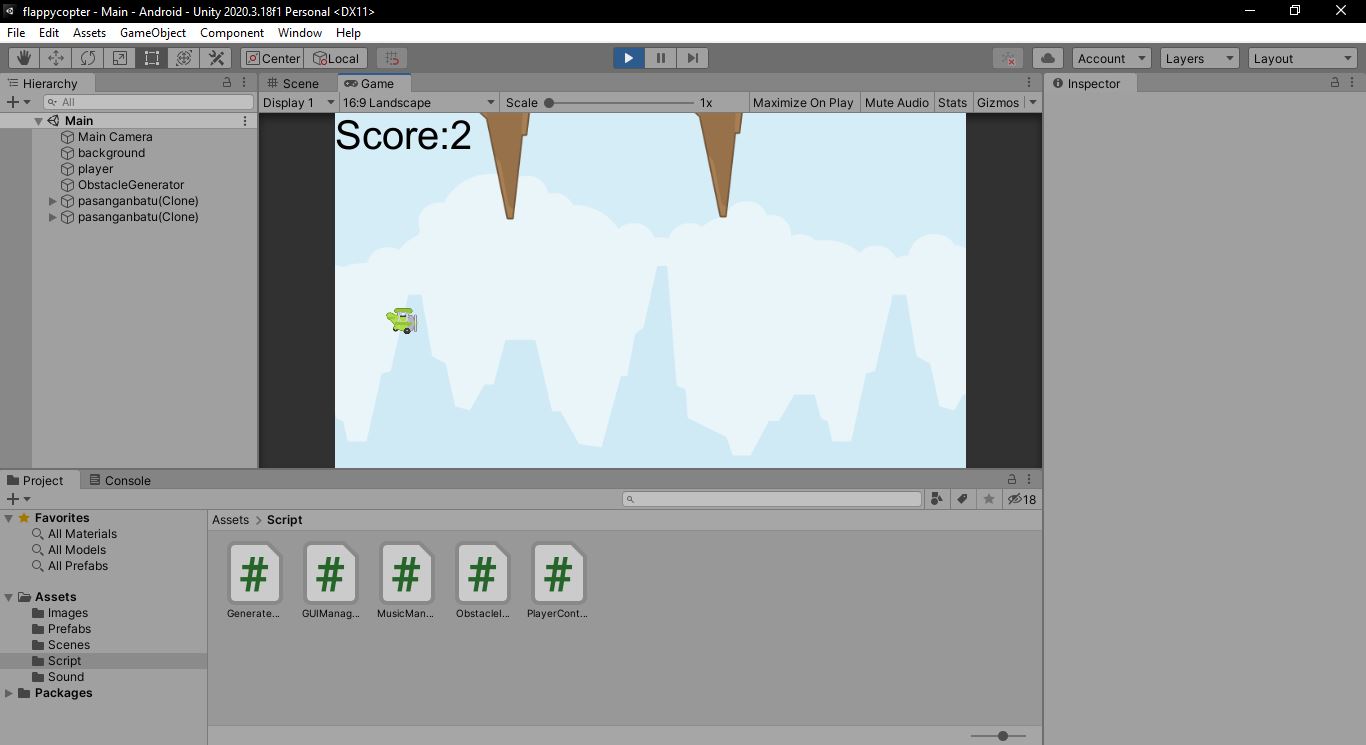 flappycopter - Main - Android - Unity 2020.3.18f1 Personal <DX11>
File Edit Assets GameObject Component Window Help
Center Local Account Layers Layout
Hierarchy
All
Main
Main Camera
background
player
ObstacleGenerator
pasanganbatu(Clone)
pasanganbatu(Clone)
Scene Game
Display 1 16:9 Landscape Scale 1x Maximize On Play Mute Audio Stats Gizmos
Score:2
Inspector
Project Console
18
Favorites
All Materials
All Models
All Prefabs
Assets
Images
Prefabs
Scenes
Script
Sound
Packages
Assets > Script
# # # # #
Generate... GUIManag... MusicMan... ObstacleI... PlayerCont...